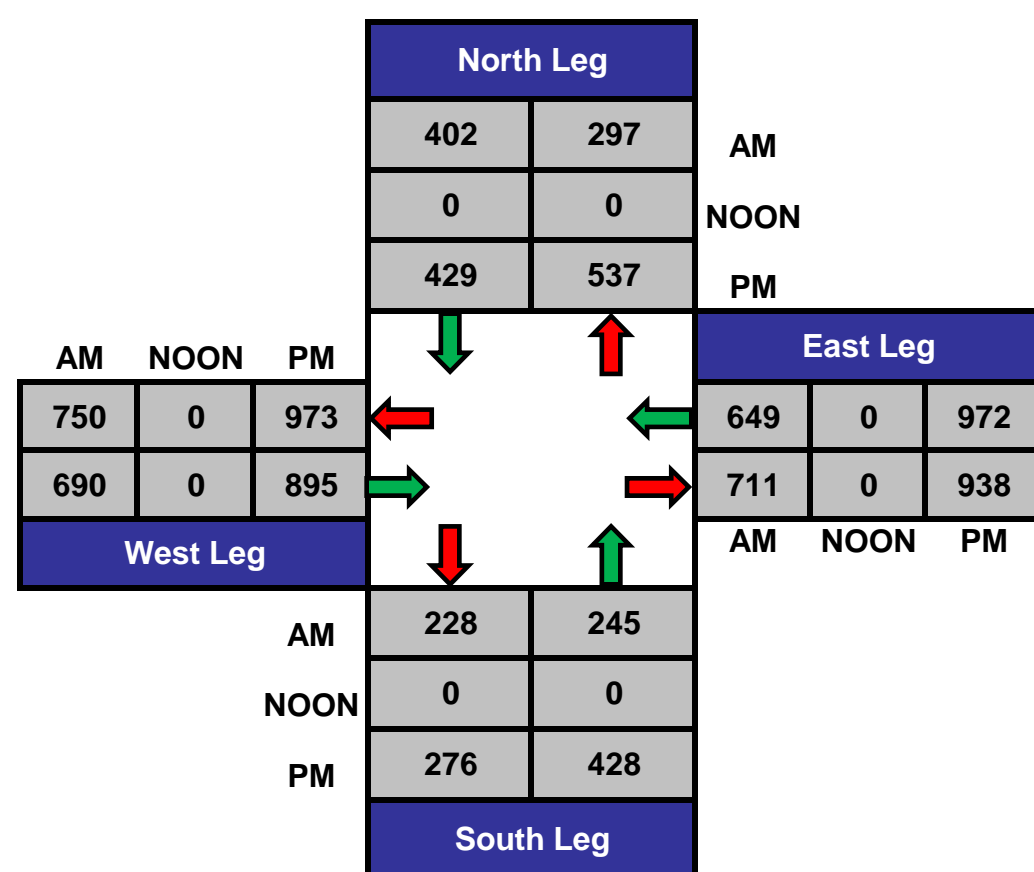 North Leg
402 297 AM
0 0 NOON
429 537 PM
East Leg
AM NOON PM
750 0 973 649 0 972
690 0 895 711 0 938
West Leg AM NOON PM
AM 228 245
NOON 0 0
PM 276 428
South Leg